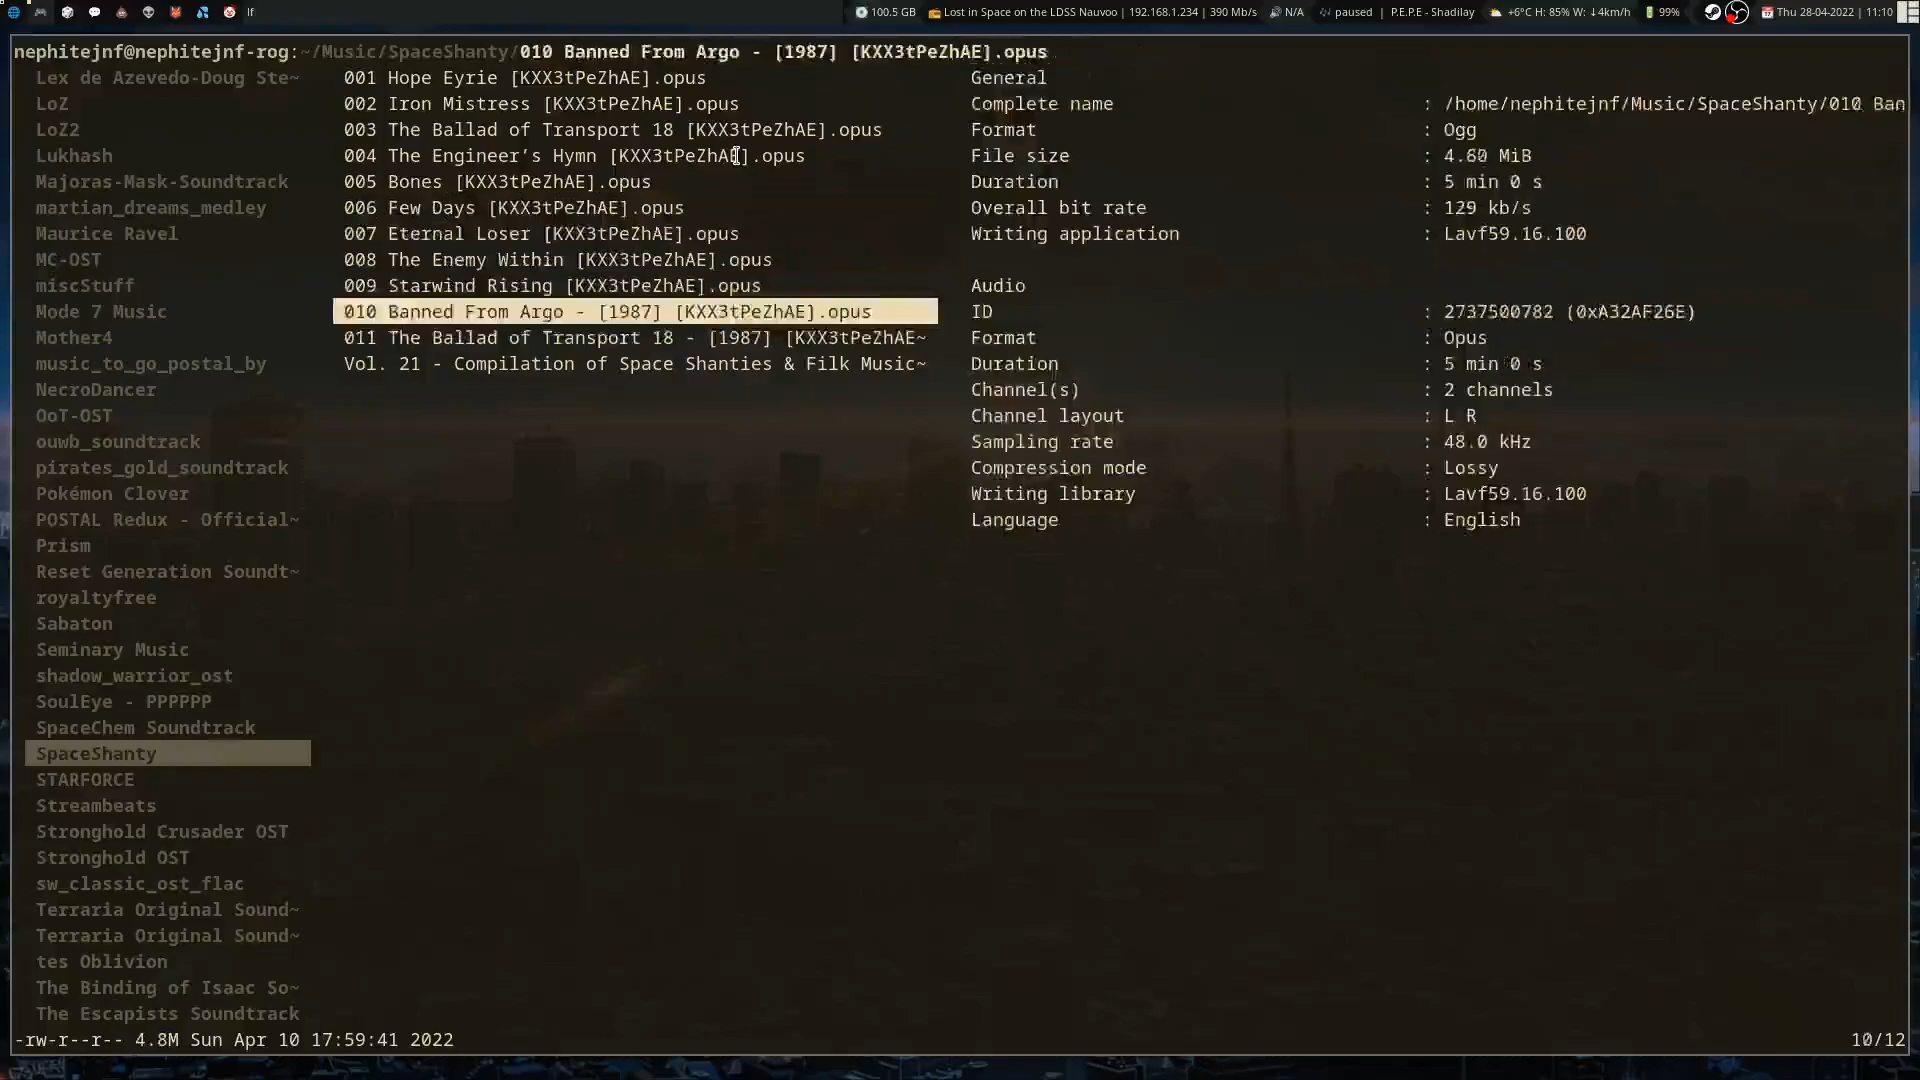 lf
100.5 GB
Lost in Space on the LDSS Nauvoo | 192.168.1.234 | 390 Mb/s
N/A
paused | P.E.P.E - Shadilay
+6°C H: 85% W: ↓4km/h
99%
Thu 28-04-2022 | 11:10
nephitejnf@nephitejnf-rog:~/Music/SpaceShanty/010 Banned From Argo - [1987] [KXX3tPeZhAE].opus
Lex de Azevedo-Doug Ste~
LoZ
LoZ2
Lukhash
Majoras-Mask-Soundtrack
martian_dreams_medley
Maurice Ravel
MC-OST
miscStuff
Mode 7 Music
Mother4
music_to_go_postal_by
NecroDancer
OoT-OST
ouwb_soundtrack
pirates_gold_soundtrack
Pokémon Clover
POSTAL Redux - Official~
Prism
Reset Generation Soundt~
royaltyfree
Sabaton
Seminary Music
shadow_warrior_ost
SoulEye - PPPPPP
SpaceChem Soundtrack
SpaceShanty
STARFORCE
Streambeats
Stronghold Crusader OST
Stronghold OST
sw_classic_ost_flac
Terraria Original Sound~
Terraria Original Sound~
tes Oblivion
The Binding of Isaac So~
The Escapists Soundtrack
001 Hope Eyrie [KXX3tPeZhAE].opus
002 Iron Mistress [KXX3tPeZhAE].opus
003 The Ballad of Transport 18 [KXX3tPeZhAE].opus
004 The Engineer’s Hymn [KXX3tPeZhAE].opus
005 Bones [KXX3tPeZhAE].opus
006 Few Days [KXX3tPeZhAE].opus
007 Eternal Loser [KXX3tPeZhAE].opus
008 The Enemy Within [KXX3tPeZhAE].opus
009 Starwind Rising [KXX3tPeZhAE].opus
010 Banned From Argo - [1987] [KXX3tPeZhAE].opus
011 The Ballad of Transport 18 - [1987] [KXX3tPeZhAE~
Vol. 21 - Compilation of Space Shanties & Filk Music~
General
Complete name : /home/nephitejnf/Music/SpaceShanty/010 Ban
Format : Ogg
File size : 4.60 MiB
Duration : 5 min 0 s
Overall bit rate : 129 kb/s
Writing application : Lavf59.16.100
Audio
ID : 2737500782 (0xA32AF26E)
Format : Opus
Duration : 5 min 0 s
Channel(s) : 2 channels
Channel layout : L R
Sampling rate : 48.0 kHz
Compression mode : Lossy
Writing library : Lavf59.16.100
Language : English
-rw-r--r-- 4.8M Sun Apr 10 17:59:41 2022
10/12